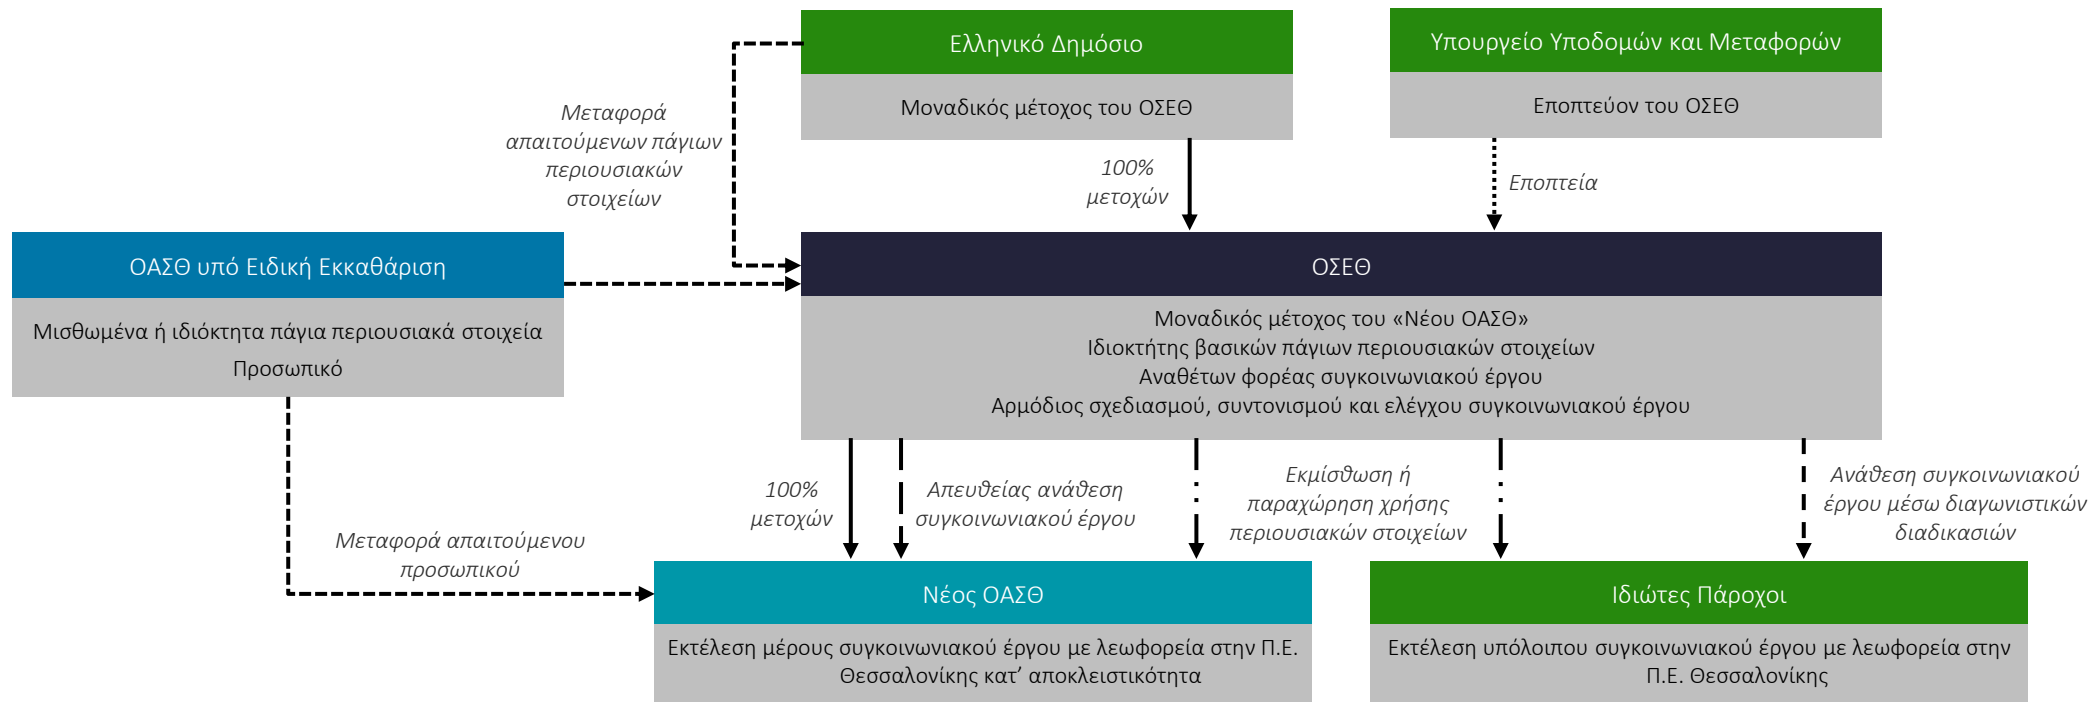 Ελληνικό Δημόσιο
Μοναδικός μέτοχος του ΟΣΕΘ
Υπουργείο Υποδομών και Μεταφορών
Εποπτεύον του ΟΣΕΘ
Μεταφορά
απαιτούμενων πάγιων
περιουσιακών
στοιχείων
100%
μετοχών
Εποπτεία
ΟΑΣΘ υπό Ειδική Εκκαθάριση
Μισθωμένα ή ιδιόκτητα πάγια περιουσιακά στοιχεία
Προσωπικό
ΟΣΕΘ
Μοναδικός μέτοχος του «Νέου ΟΑΣΘ»
Ιδιοκτήτης βασικών πάγιων περιουσιακών στοιχείων
Αναθέτων φορέας συγκοινωνιακού έργου
Αρμόδιος σχεδιασμού, συντονισμού και ελέγχου συγκοινωνιακού έργου
100%
μετοχών
Απευθείας ανάθεση
συγκοινωνιακού έργου
Εκμίσθωση ή
παραχώρηση χρήσης
περιουσιακών στοιχείων
Ανάθεση συγκοινωνιακού
έργου μέσω διαγωνιστικών
διαδικασιών
Μεταφορά απαιτούμενου
προσωπικού
Νέος ΟΑΣΘ
Εκτέλεση μέρους συγκοινωνιακού έργου με λεωφορεία στην Π.Ε.
Θεσσαλονίκης κατ’ αποκλειστικότητα
Ιδιώτες Πάροχοι
Εκτέλεση υπόλοιπου συγκοινωνιακού έργου με λεωφορεία στην
Π.Ε. Θεσσαλονίκης